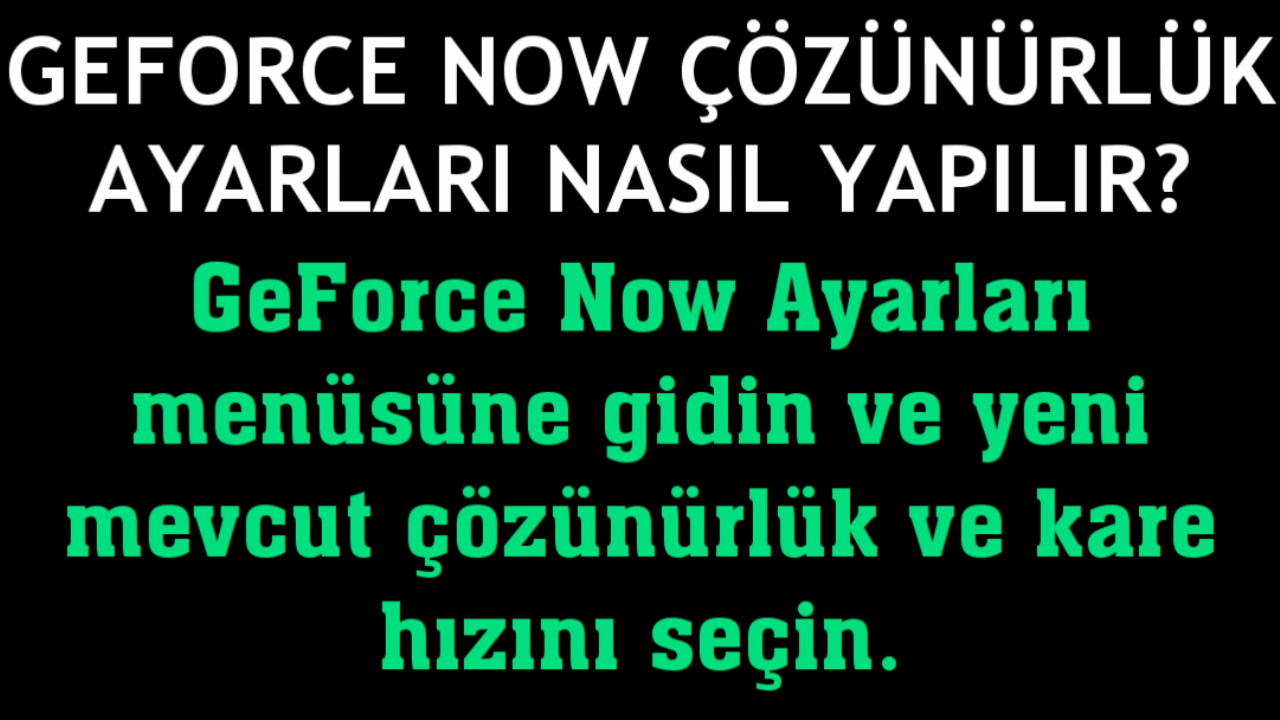 GEFORCE NOW ÇÖZÜNÜRLÜK
AYARLARI NASIL YAPILIR?
GeForce Now Ayarları
menüsüne gidin ve yeni
mevcut çözünürlük ve kare
hızını seçin.